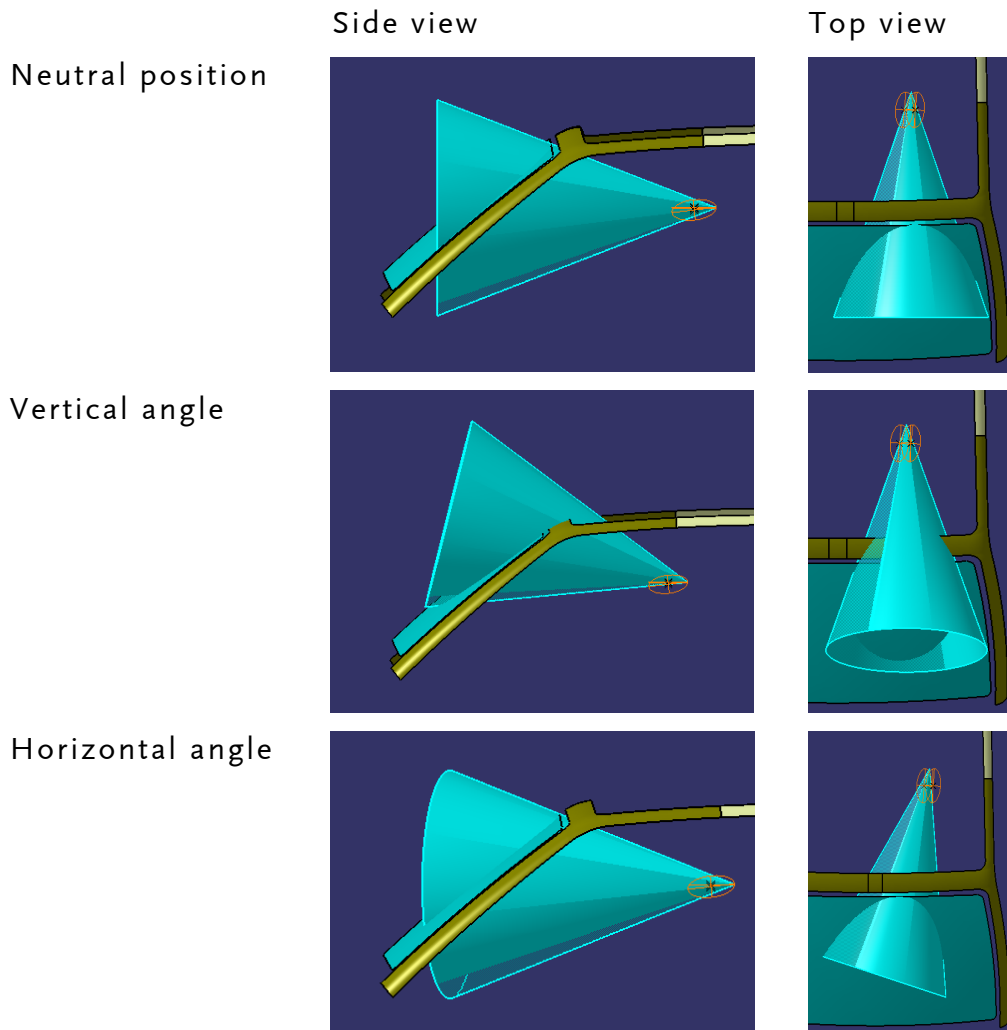 Side view
Top view
Neutral position
Vertical angle
Horizontal angle